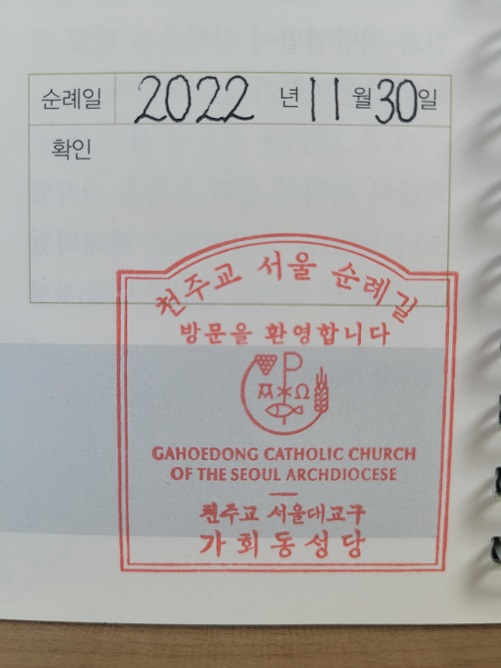 순례일 2022 년 11 월 30 일
확인
천주교 서울 순례길
방문을 환영합니다
Α Ω
GAHOEDONG CATHOLIC CHURCH
OF THE SEOUL ARCHDIOCESE
천주교 서울대교구
가회동성당